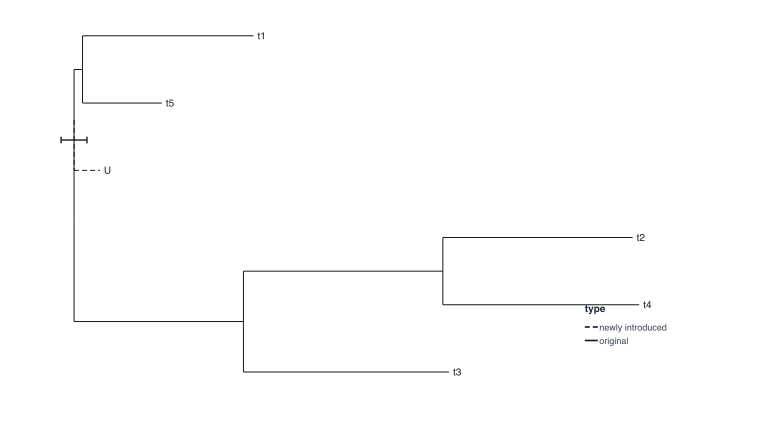 t1
t5
U
t2
t4
type
newly introduced
original
t3